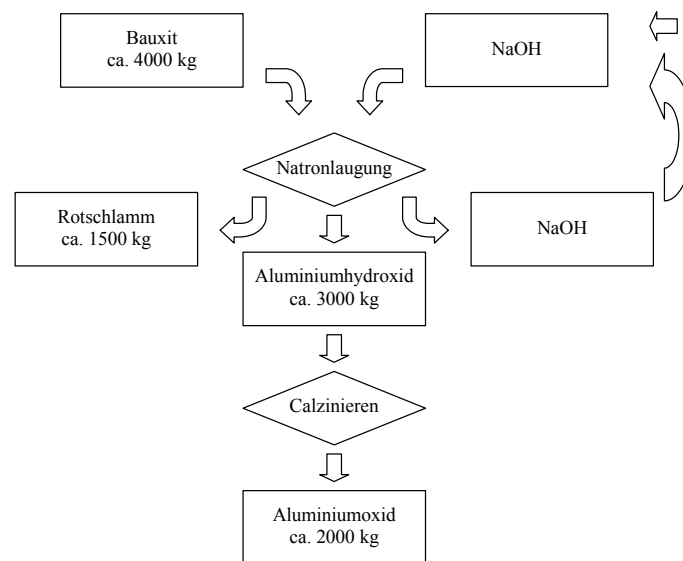 Bauxit
ca. 4000 kg
NaOH
Natronlaugung
Rotschlamm
ca. 1500 kg
NaOH
Aluminiumhydroxid
ca. 3000 kg
Calzinieren
Aluminiumoxid
ca. 2000 kg